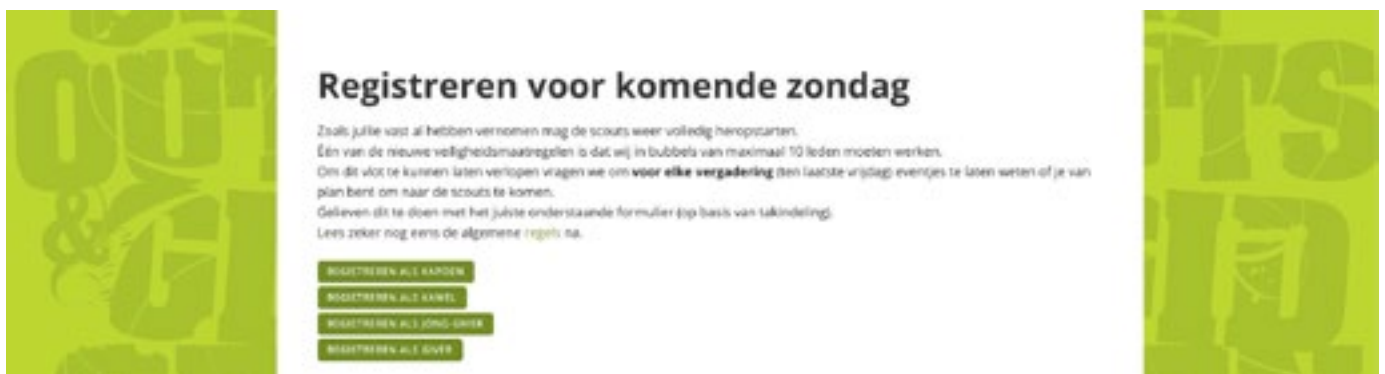 OUT
&
GI
Registreren voor komende zondag
Zoals jullie vast al hebben vernomen mag de scouts weer volledig heropstarten.
Eén van de nieuwe veiligheidsmaatregelen is dat wij in bubbels van maximaal 10 leden moeten werken.
Om dit vlot te kunnen laten verlopen vragen we om voor elke vergadering (ten laatste vrijdag) eventjes te laten weten of je van
plan bent om naar de scouts te komen.
Gelieven dit te doen met het juiste onderstaande formulier (op basis van takindeling).
Lees zeker nog eens de algemene regels na.
REGISTREREN ALS KAPOEN
REGISTREREN ALS KAWEL
REGISTREREN ALS JONG-GIVER
REGISTREREN ALS GIVER
TS
ID